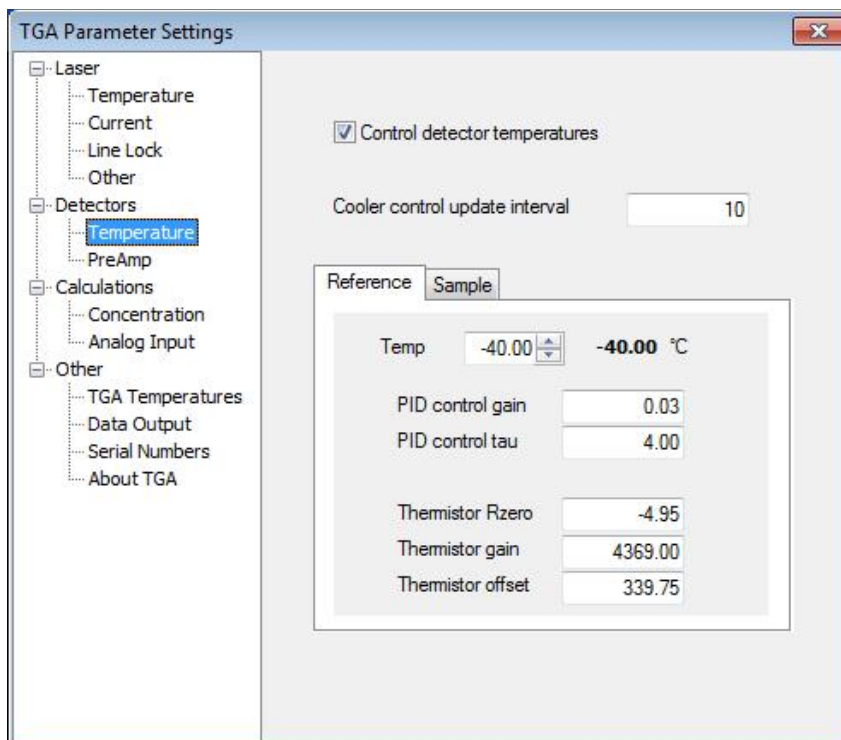 TGA Parameter Settings
Laser
Temperature
Current
Line Lock
Other
Detectors
Temperature
PreAmp
Calculations
Concentration
Analog Input
Other
TGA Temperatures
Data Output
Serial Numbers
About TGA
Control detector temperatures
Cooler control update interval 10
Reference Sample
Temp -40.00 -40.00 °C
PID control gain 0.03
PID control tau 4.00
Thermistor Rzero -4.95
Thermistor gain 4369.00
Thermistor offset 339.75